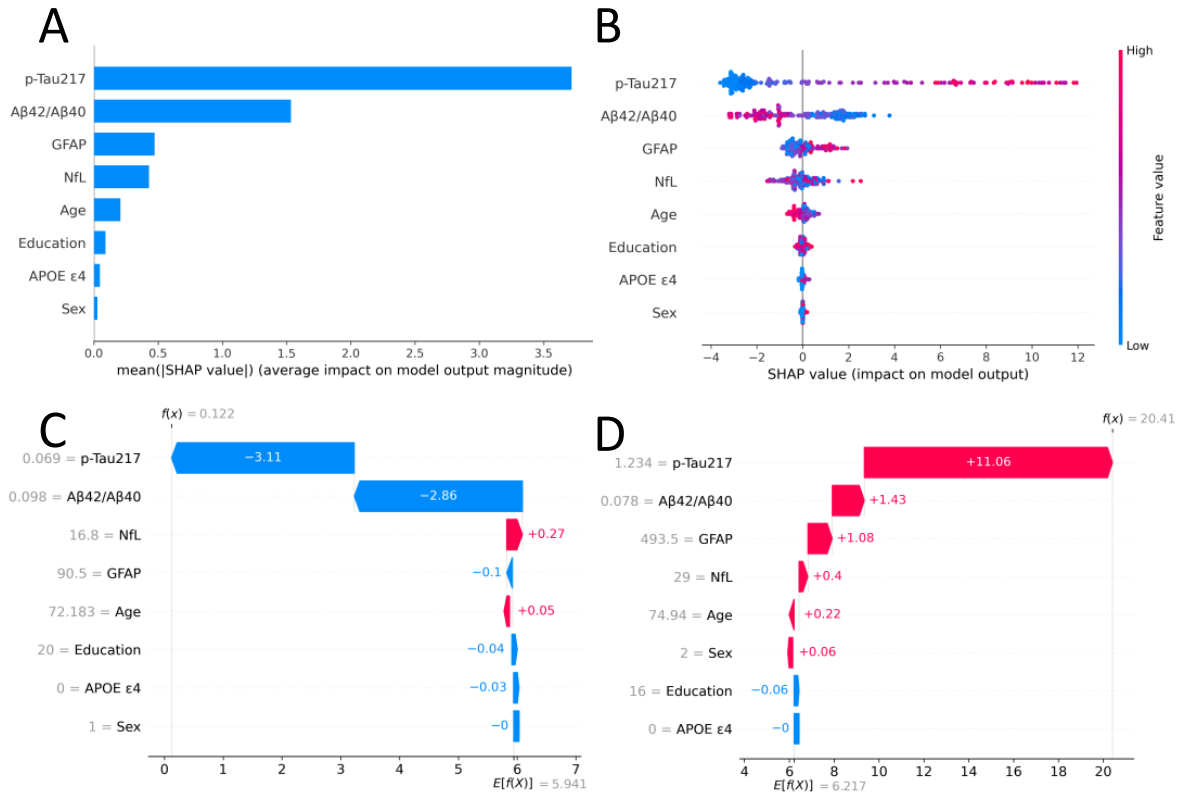 A
p-Tau217
Aβ42/Aβ40
GFAP
NfL
Age
Education
APOE ε4
Sex
0.0 0.5 1.0 1.5 2.0 2.5 3.0 3.5
mean(|SHAP value|) (average impact on model output magnitude)
B
p-Tau217
Aβ42/Aβ40
GFAP
NfL
Age
Education
APOE ε4
Sex
−4 −2 0 2 4 6 8 10 12
SHAP value (impact on model output)
High
Feature value
Low
C
f(x) = 0.122
0.069 = p-Tau217 −3.11
0.098 = Aβ42/Aβ40 −2.86
16.8 = NfL +0.27
90.5 = GFAP −0.1
72.183 = Age +0.05
20 = Education −0.04
0 = APOE ε4 −0.03
1 = Sex −0
0 1 2 3 4 5 6 7
E[f(X)] = 5.941
D
f(x) = 20.41
1.234 = p-Tau217 +11.06
0.078 = Aβ42/Aβ40 +1.43
493.5 = GFAP +1.08
29 = NfL +0.4
74.94 = Age +0.22
2 = Sex +0.06
16 = Education −0.06
0 = APOE ε4 −0
4 6 8 10 12 14 16 18 20
E[f(X)] = 6.217